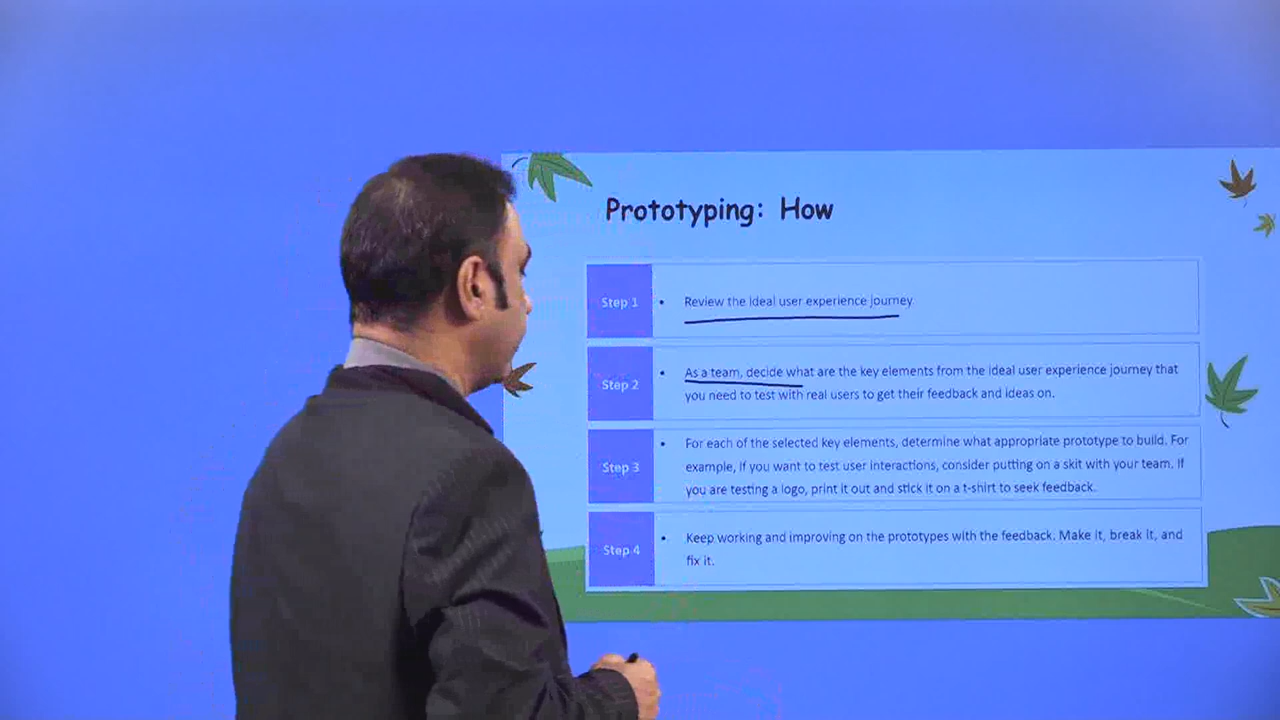 Prototyping: How
Step 1
• Review the ideal user experience journey.
Step 2
• As a team, decide what are the key elements from the ideal user experience journey that
you need to test with real users to get their feedback and ideas on.
Step 3
• For each of the selected key elements, determine what appropriate prototype to build. For
example, if you want to test user interactions, consider putting on a skit with your team. If
you are testing a logo, print it out and stick it on a t-shirt to seek feedback.
Step 4
• Keep working and improving on the prototypes with the feedback. Make it, break it, and
fix it.